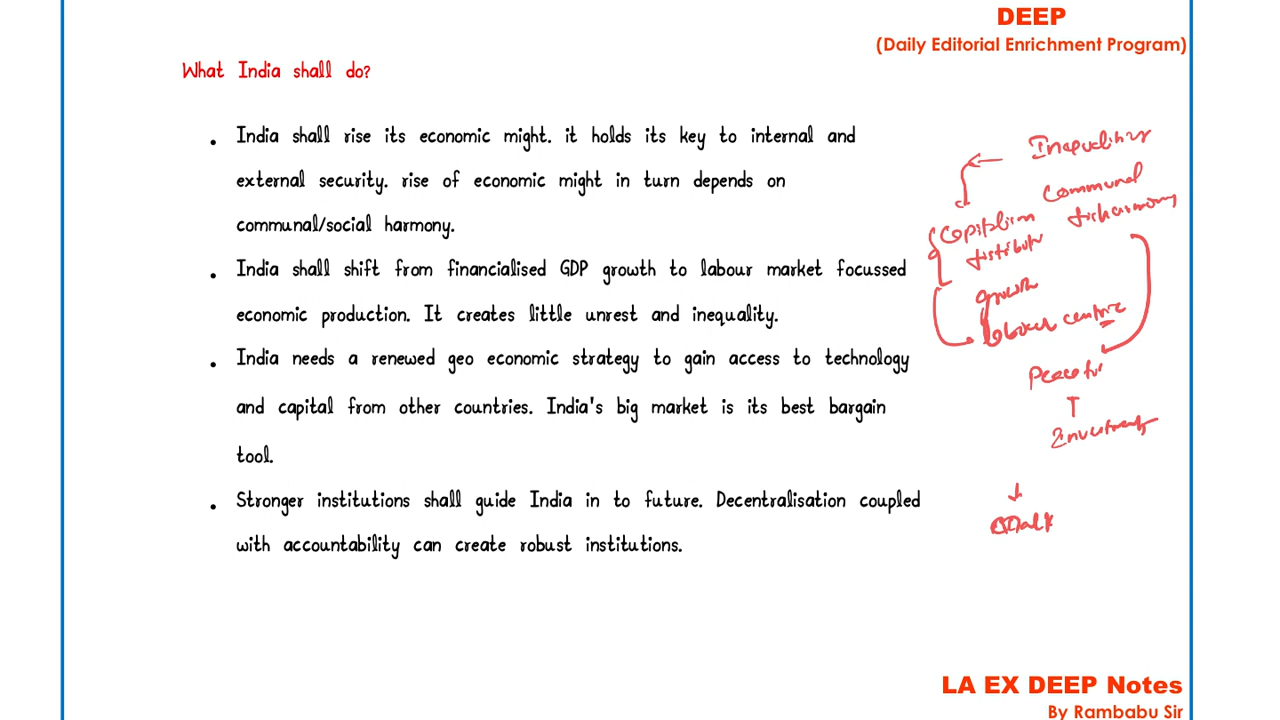 DEEP
(Daily Editorial Enrichment Program)
What India shall do?
• India shall rise its economic might. it holds its key to internal and
external security. rise of economic might in turn depends on
communal/social harmony.
• India shall shift from financialised GDP growth to labour market focussed
economic production. It creates little unrest and inequality.
• India needs a renewed geo economic strategy to gain access to technology
and capital from other countries. India's big market is its best bargain
tool.
• Stronger institutions shall guide India in to future. Decentralisation coupled
with accountability can create robust institutions.
Communal
disharmony
Capitalism
growth
labour centric
LA EX DEEP Notes
By Rambabu Sir